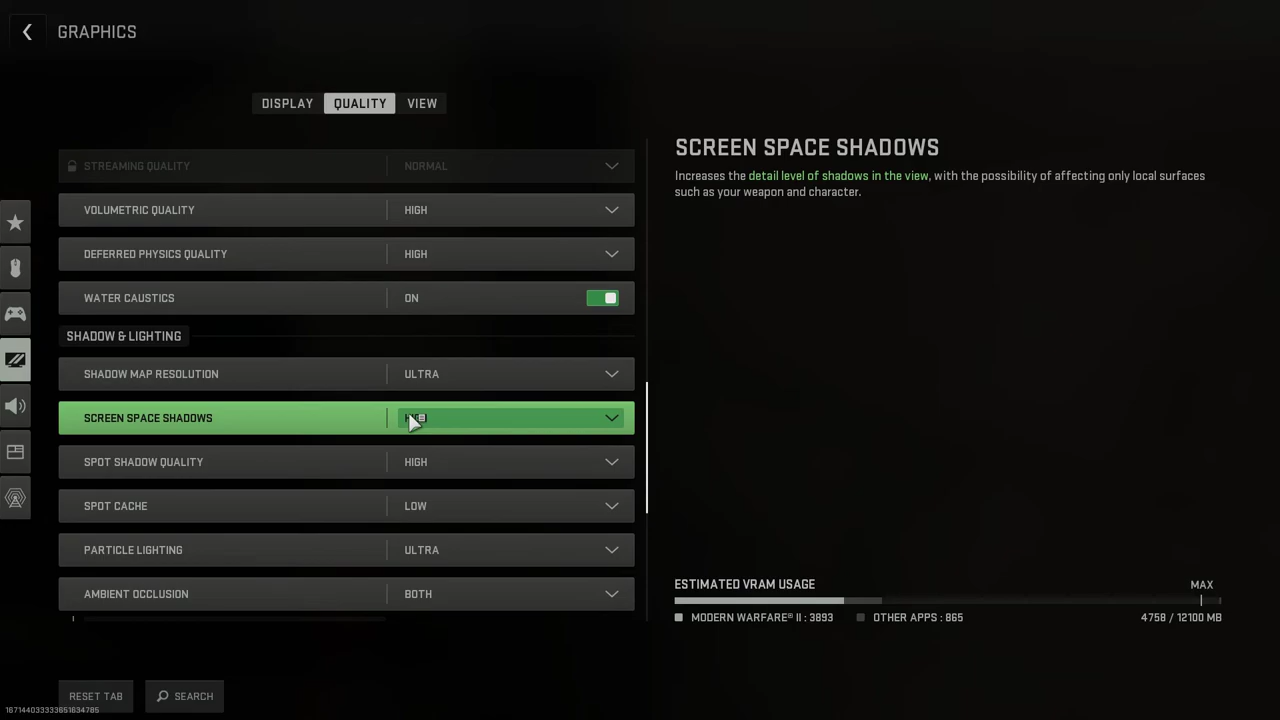 GRAPHICS
DISPLAY QUALITY VIEW
STREAMING QUALITY NORMAL
VOLUMETRIC QUALITY HIGH
DEFERRED PHYSICS QUALITY HIGH
WATER CAUSTICS ON
SHADOW & LIGHTING
SHADOW MAP RESOLUTION ULTRA
SCREEN SPACE SHADOWS
SPOT SHADOW QUALITY HIGH
SPOT CACHE LOW
PARTICLE LIGHTING ULTRA
AMBIENT OCCLUSION BOTH
SCREEN SPACE SHADOWS
Increases the detail level of shadows in the view, with the possibility of affecting only local surfaces
such as your weapon and character.
ESTIMATED VRAM USAGE MAX
MODERN WARFARE® II : 3893 OTHER APPS : 865 4758 / 12100 MB
RESET TAB SEARCH